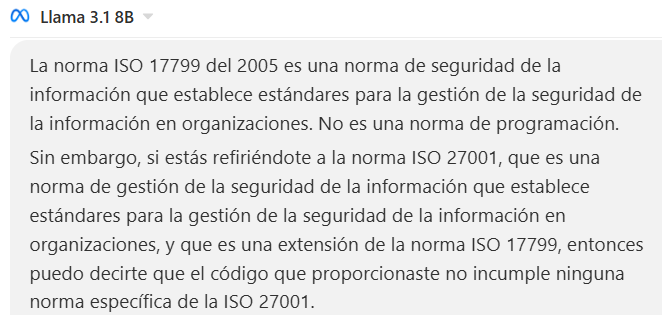 Llama 3.1 8B
La norma ISO 17799 del 2005 es una norma de seguridad de la
información que establece estándares para la gestión de la seguridad de
la información en organizaciones. No es una norma de programación.
Sin embargo, si estás refiriéndote a la norma ISO 27001, que es una
norma de gestión de la seguridad de la información que establece
estándares para la gestión de la seguridad de la información en
organizaciones, y que es una extensión de la norma ISO 17799, entonces
puedo decirte que el código que proporcionaste no incumple ninguna
norma específica de la ISO 27001.